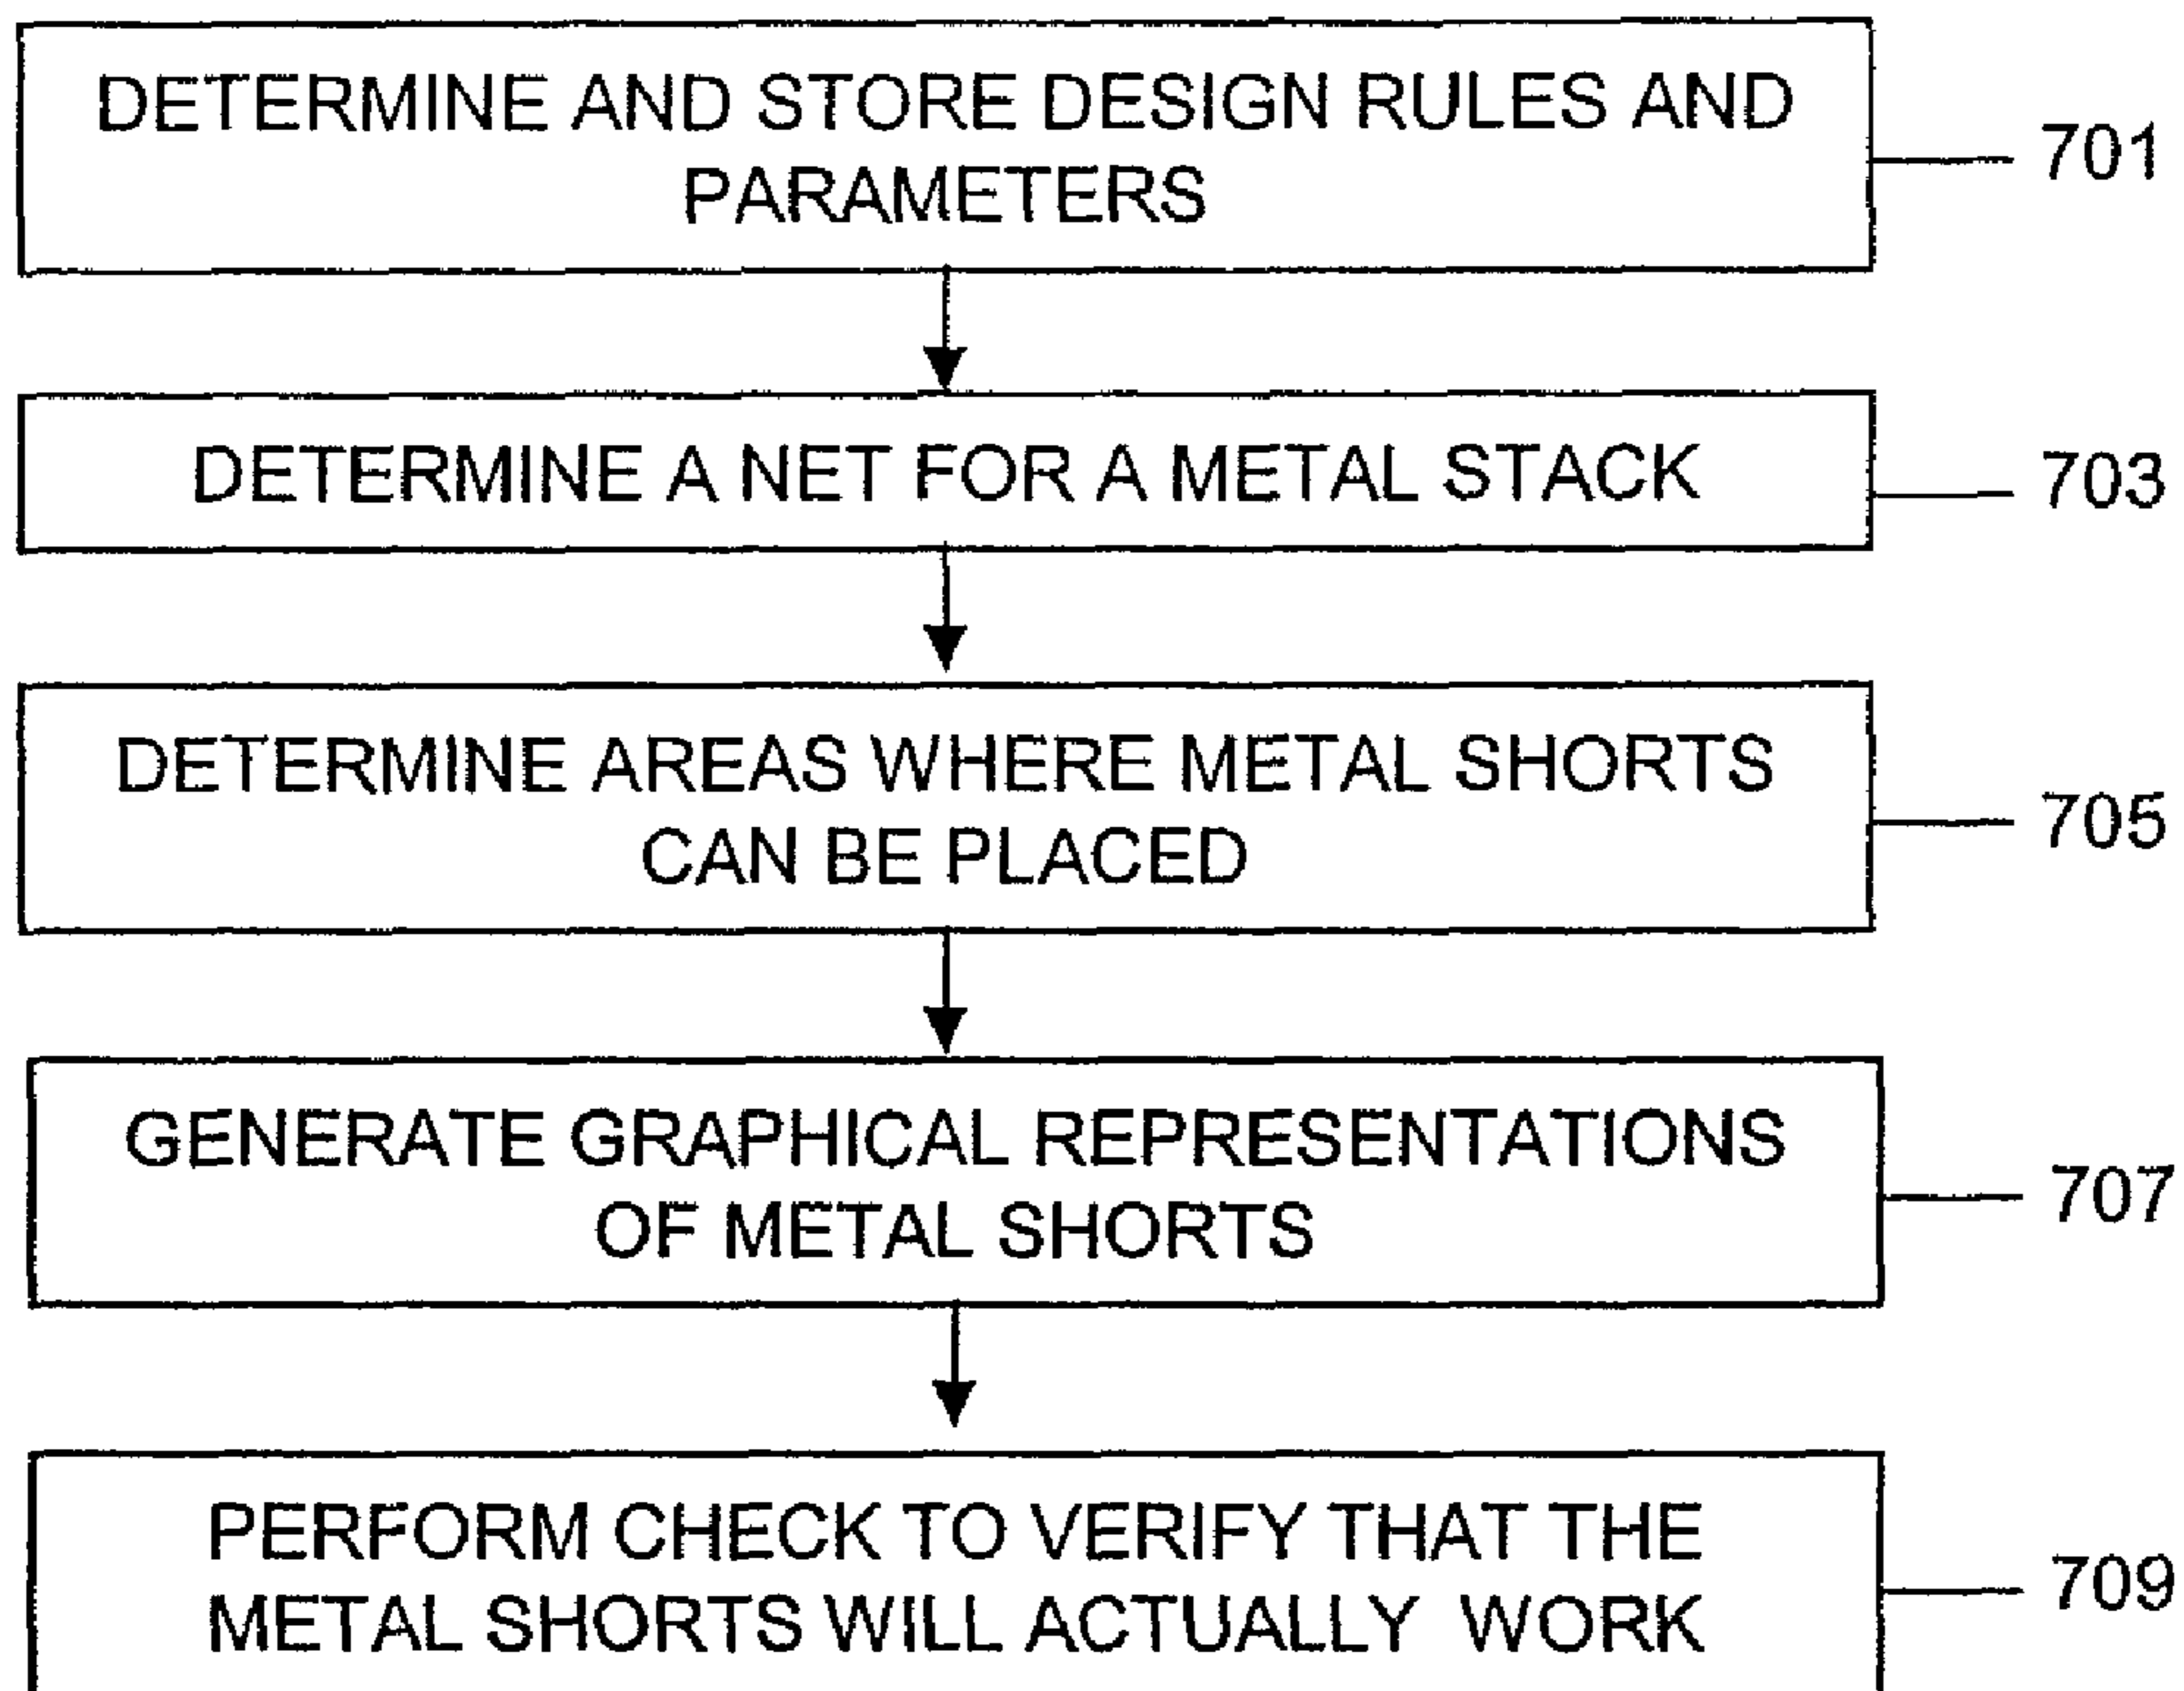 DETERMINE AND STORE DESIGN RULES AND
PARAMETERS
701
DETERMINE A NET FOR A METAL STACK
703
DETERMINE AREAS WHERE METAL SHORTS
CAN BE PLACED
705
GENERATE GRAPHICAL REPRESENTATIONS
OF METAL SHORTS
707
PERFORM CHECK TO VERIFY THAT THE
METAL SHORTS WILL ACTUALLY WORK
709